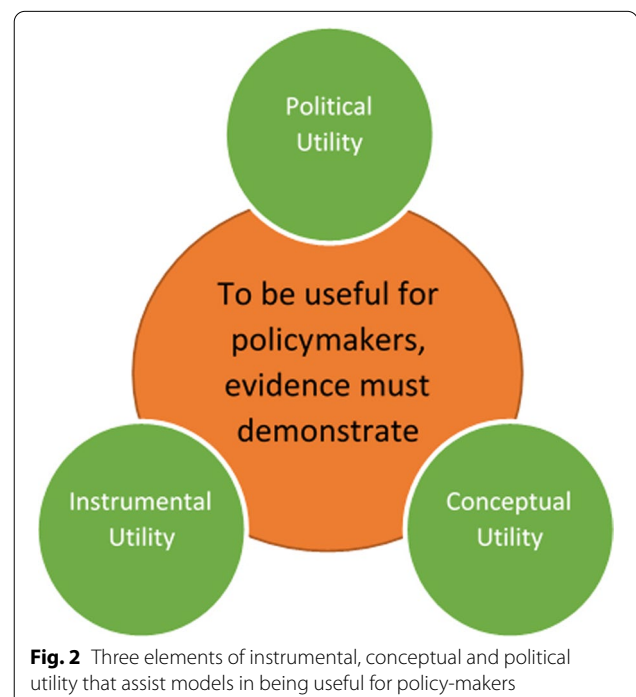 Political
Utility
To be useful for
policymakers,
evidence must
demonstrate
Instrumental
Utility
Conceptual
Utility
Fig. 2 Three elements of instrumental, conceptual and political
utility that assist models in being useful for policy-makers